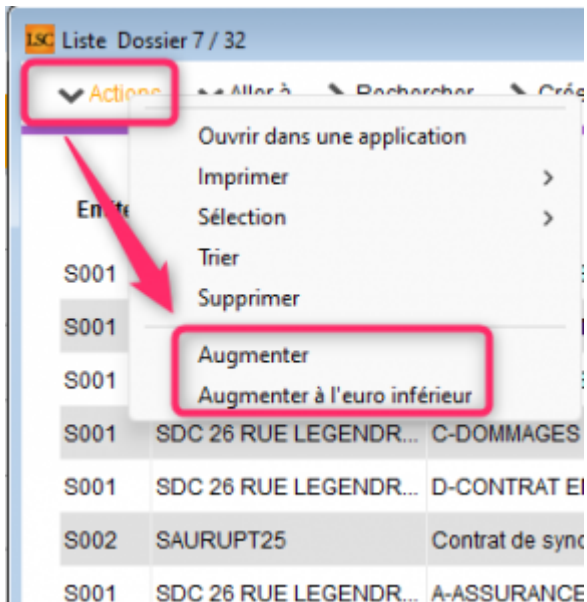 LSC Liste Dossier 7 / 32
Actions Aller à Rechercher
Ouvrir dans une application
Imprimer
Sélection
Trier
Supprimer
Augmenter
Augmenter à l'euro inférieur
S001
S001
S001
S001 SDC 26 RUE LEGENDR... C-DOMMAGES
S001 SDC 26 RUE LEGENDR... D-CONTRAT
S002 SAURUPT25 Contrat de
S001 SDC 26 RUE LEGENDR... A-ASSURANCE